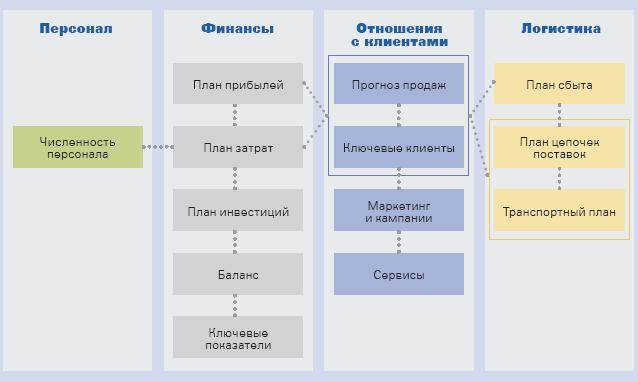 Персонал
Численность
персонала
Финансы
План прибылей
План затрат
План инвестиций
Баланс
Ключевые
показатели
Отношения
с клиентами
Прогноз продаж
Ключевые клиенты
Маркетинг
и кампании
Сервисы
Логистика
План сбыта
План цепочек
поставок
Транспортный план